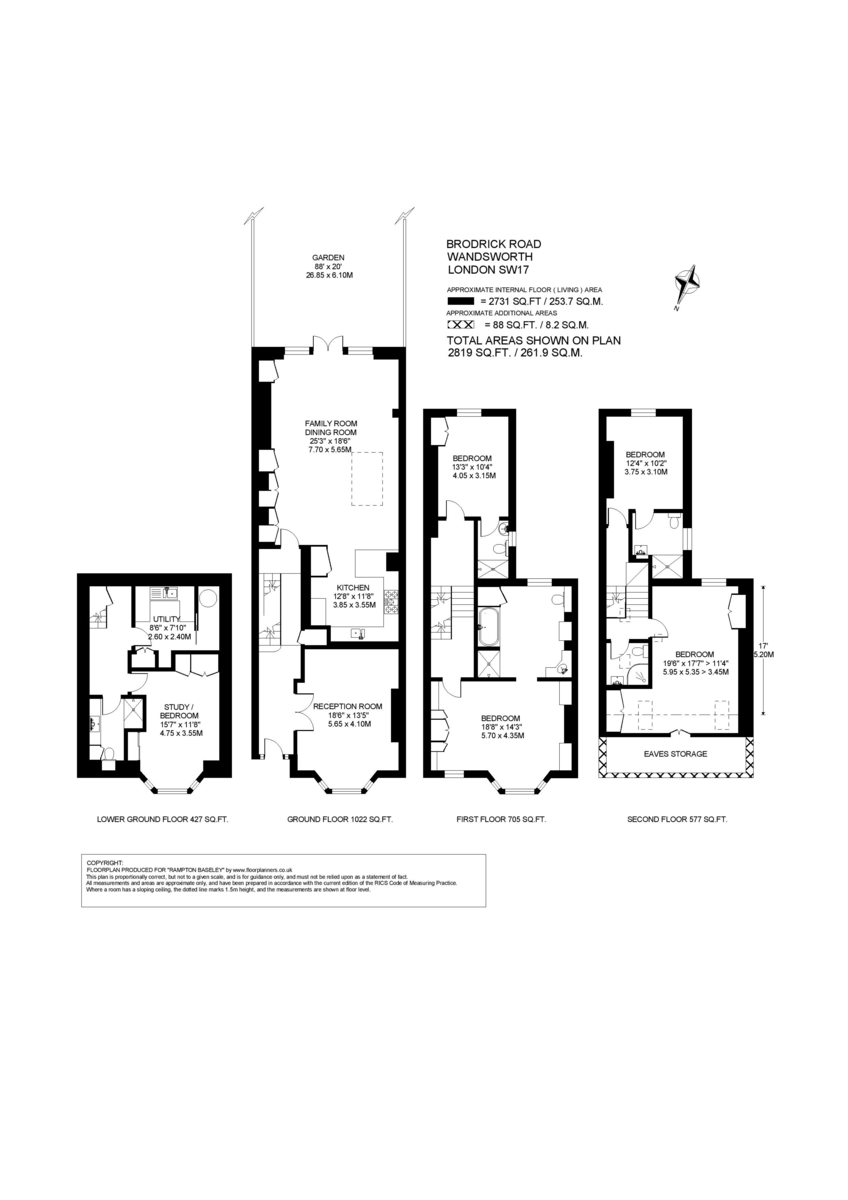 GARDEN
88' x 20'
26.85 x 6.10M
BRODRICK ROAD
WANDSWORTH
LONDON SW17
APPROXIMATE INTERNAL FLOOR ( LIVING ) AREA
= 2731 SQ.FT / 253.7 SQ.M.
APPROXIMATE ADDITIONAL AREAS
= 88 SQ.FT. / 8.2 SQ.M.
TOTAL AREAS SHOWN ON PLAN
2819 SQ.FT. / 261.9 SQ.M.
N
FAMILY ROOM
DINING ROOM
25'3" x 18'6"
7.70 x 5.65M
KITCHEN
12'8" x 11'8"
3.85 x 3.55M
RECEPTION ROOM
18'6" x 13'5"
5.65 x 4.10M
UTILITY
8'6" x 7'10"
2.60 x 2.40M
STUDY /
BEDROOM
15'7" x 11'8"
4.75 x 3.55M
BEDROOM
13'3" x 10'4"
4.05 x 3.15M
BEDROOM
18'8" x 14'3"
5.70 x 4.35M
BEDROOM
12'4" x 10'2"
3.75 x 3.10M
BEDROOM
19'6" x 17'7" > 11'4"
5.95 x 5.35 > 3.45M
17'
5.20M
EAVES STORAGE
LOWER GROUND FLOOR 427 SQ.FT.
GROUND FLOOR 1022 SQ.FT.
FIRST FLOOR 705 SQ.FT.
SECOND FLOOR 577 SQ.FT.
COPYRIGHT:
FLOORPLAN PRODUCED FOR "RAMPTON BASELEY" by www.floorplanners.co.uk
This plan is proportionally correct, but not to a given scale, and is for guidance only, and must not be relied upon as a statement of fact.
All measurements and areas are approximate only, and have been prepared in accordance with the current edition of the RICS Code of Measuring Practice.
Where a room has a sloping ceiling, the dotted line marks 1.5m height, and the measurements are shown at floor level.